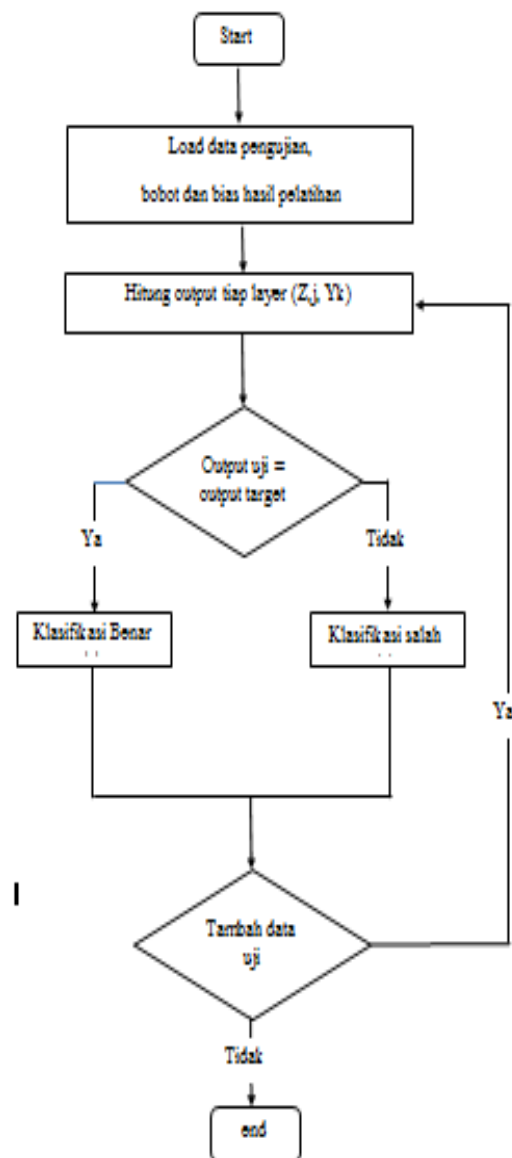 Start
Load data pengujian,
bobot dan bias hasil pelatihan
Hitung output tiap layer (Z,j, Yk)
Output uji =
output target
Ya
Tidak
Klasifikasi Benar
Klasifikasi salah
Ya
Tambah data
uji
Tidak
end